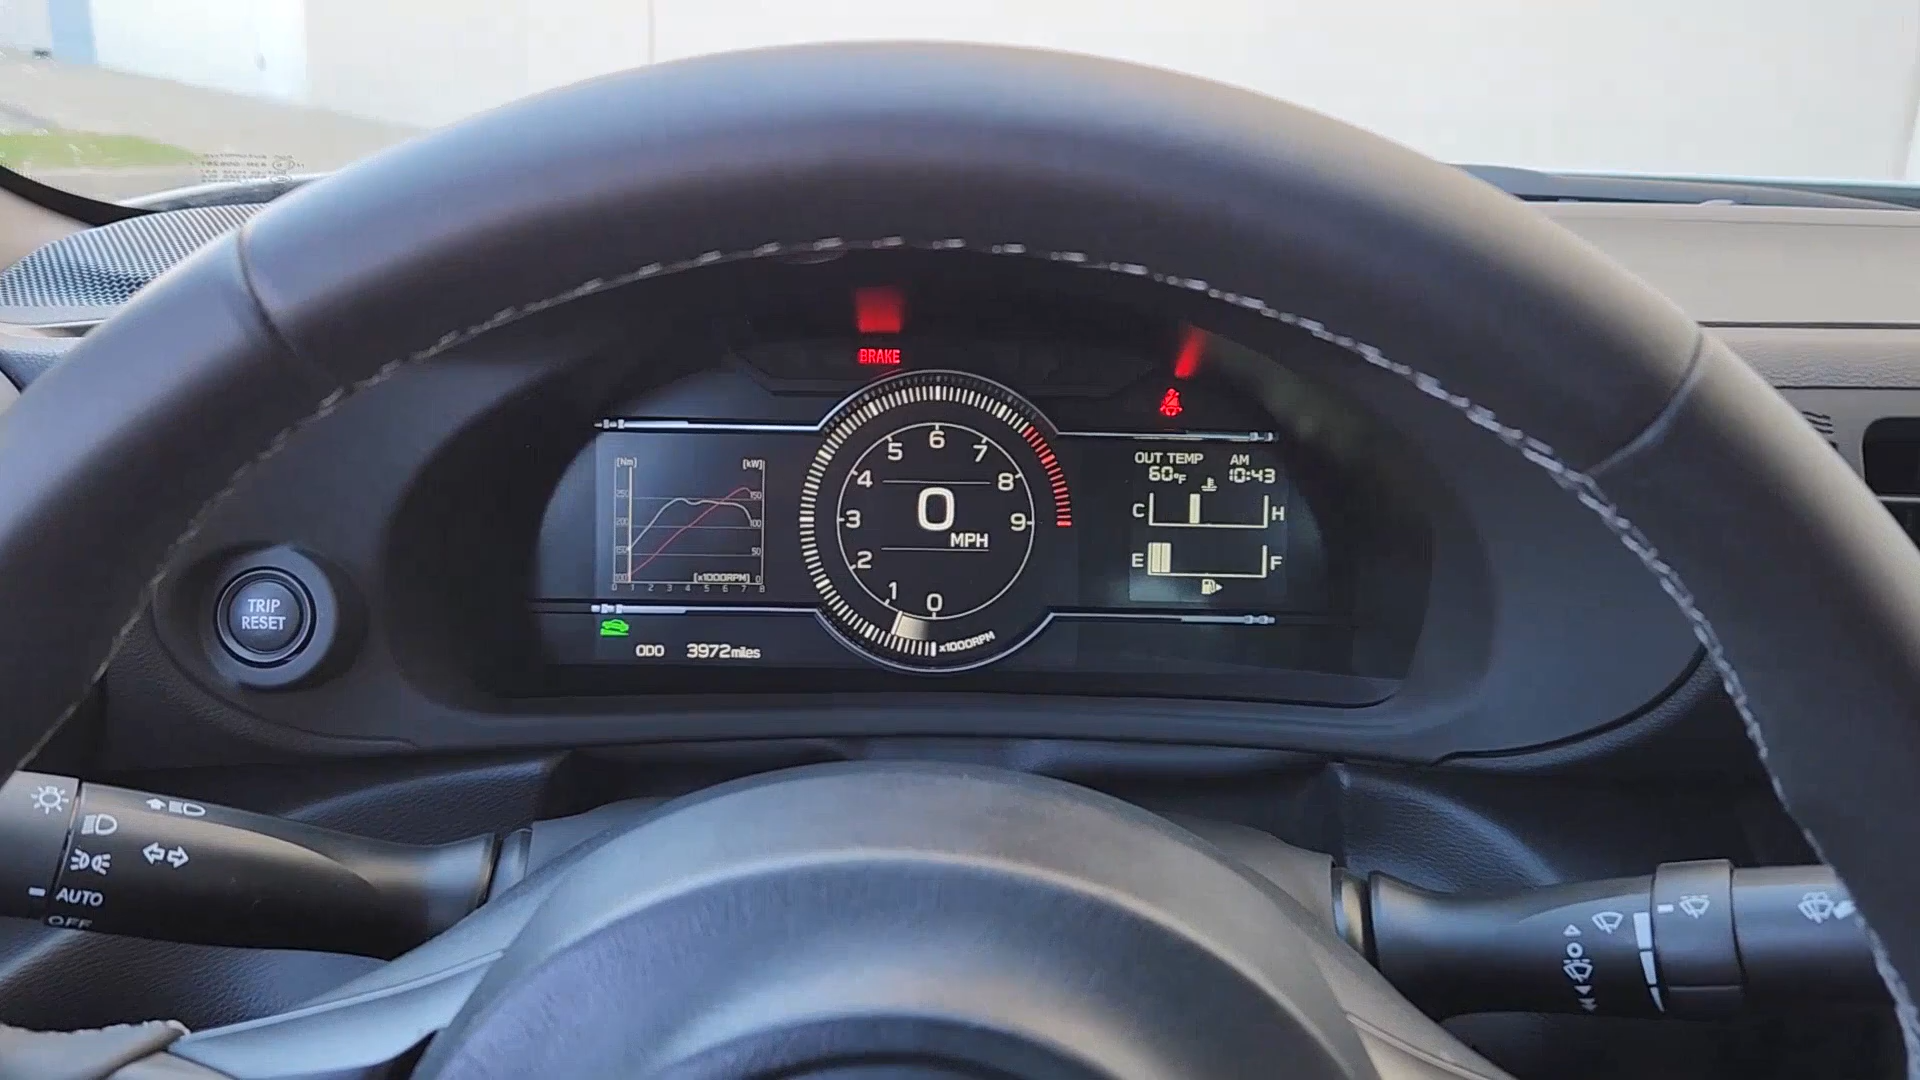 BRAKE
[Nm] [kW]
250 150
200 100
150 50
100 [x1000RPM] 0
0 1 2 3 4 5 6 7 8
0 1 2 3 4 5 6 7 8 9
0
MPH
x1000RPM
OUT TEMP AM
60°F 10:43
C H
E F
TRIP
RESET
ODO 3972miles
AUTO
OFF